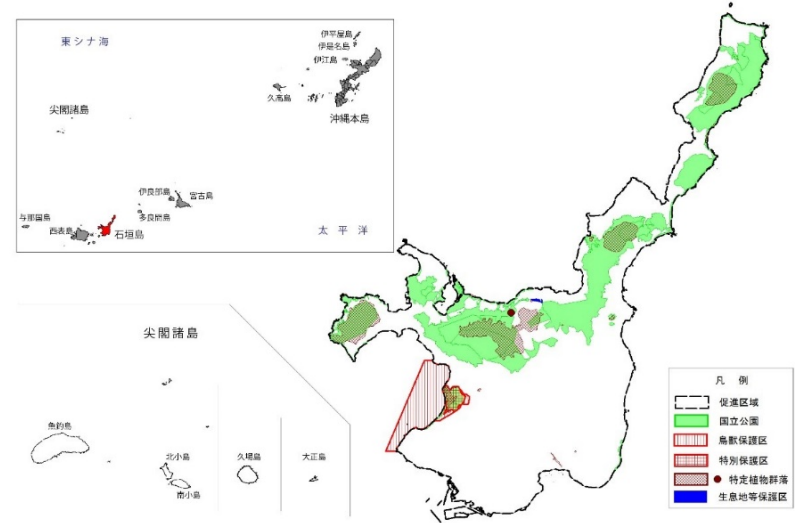 東シナ海
伊平屋島
伊是名島
伊江島
久高島
沖縄本島
尖閣諸島
伊良部島
宮古島
多良間島
与那国島
西表島
石垣島
太平洋
尖閣諸島
魚釣島
北小島
南小島
久場島
大正島
凡例
促進区域
国立公園
鳥獣保護区
特別保護区
特定植物群落
生息地等保護区